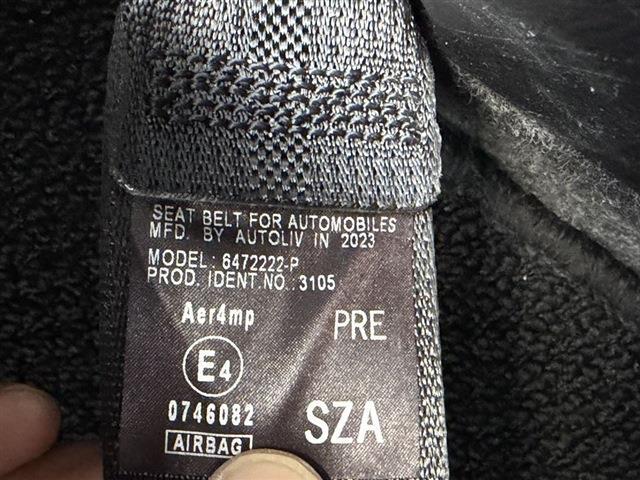 SEAT BELT FOR AUTOMOBILES
MFD. BY AUTOLIV IN 2023
MODEL: 6472222-P
PROD. IDENT NO.:3105
Aer4mp
PRE
E4
0746082
SZA
AIRBAG